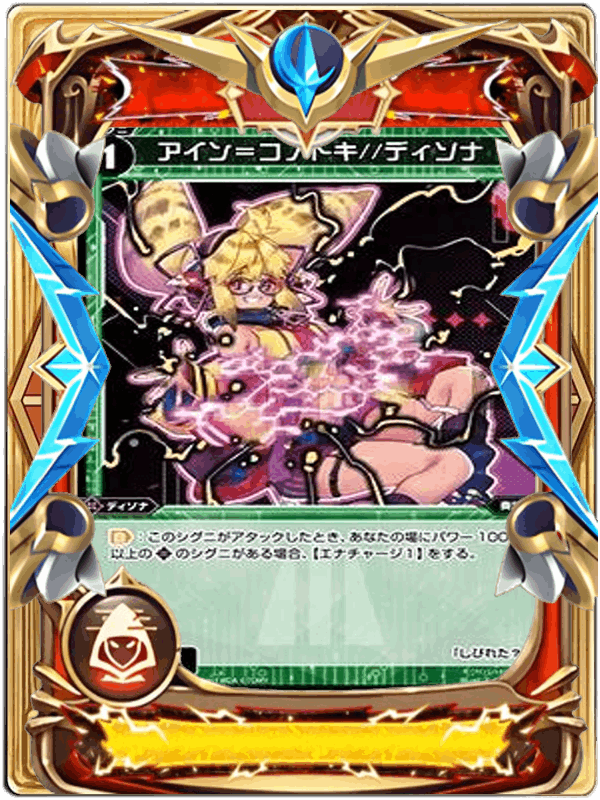 1
アイン=コノトキ//ディソナ
ディソナ
:このシグニがアタックしたとき、あなたの場にパワー100
以上の のシグニがある場合、【エナチャージ1】をする。
「しびれた?